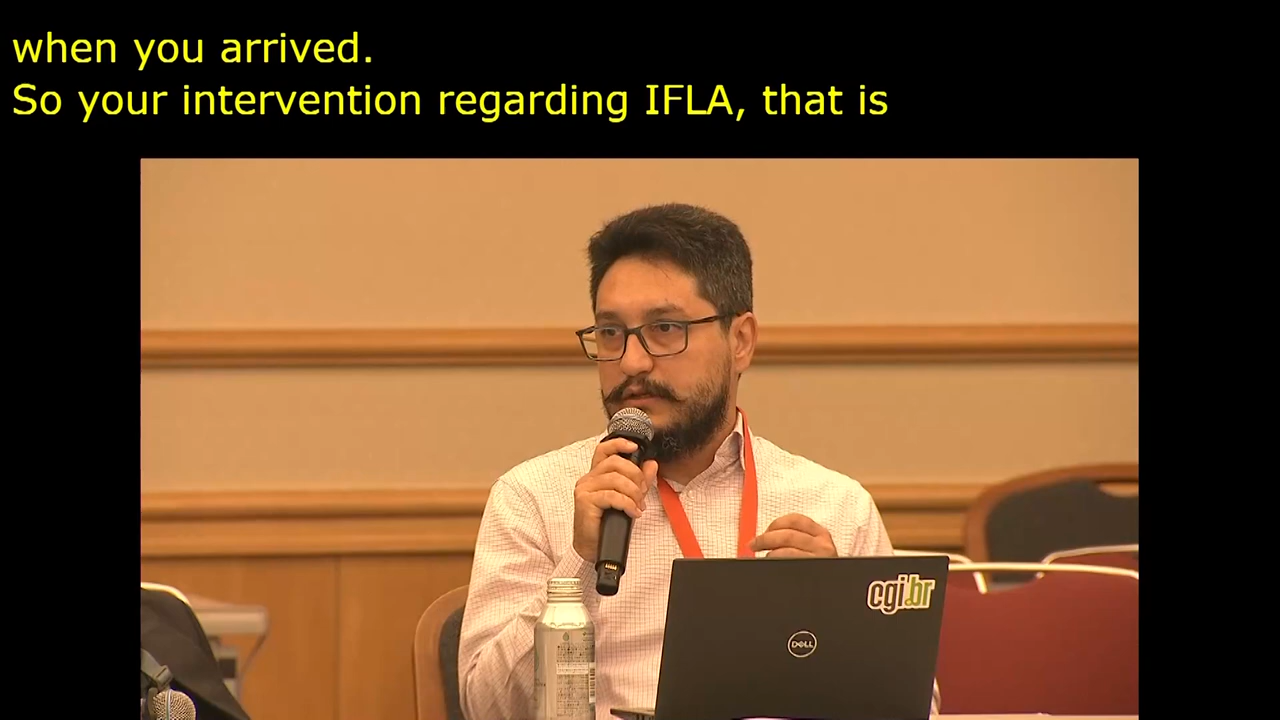 when you arrived.
So your intervention regarding IFLA, that is
cgi.br
DELL